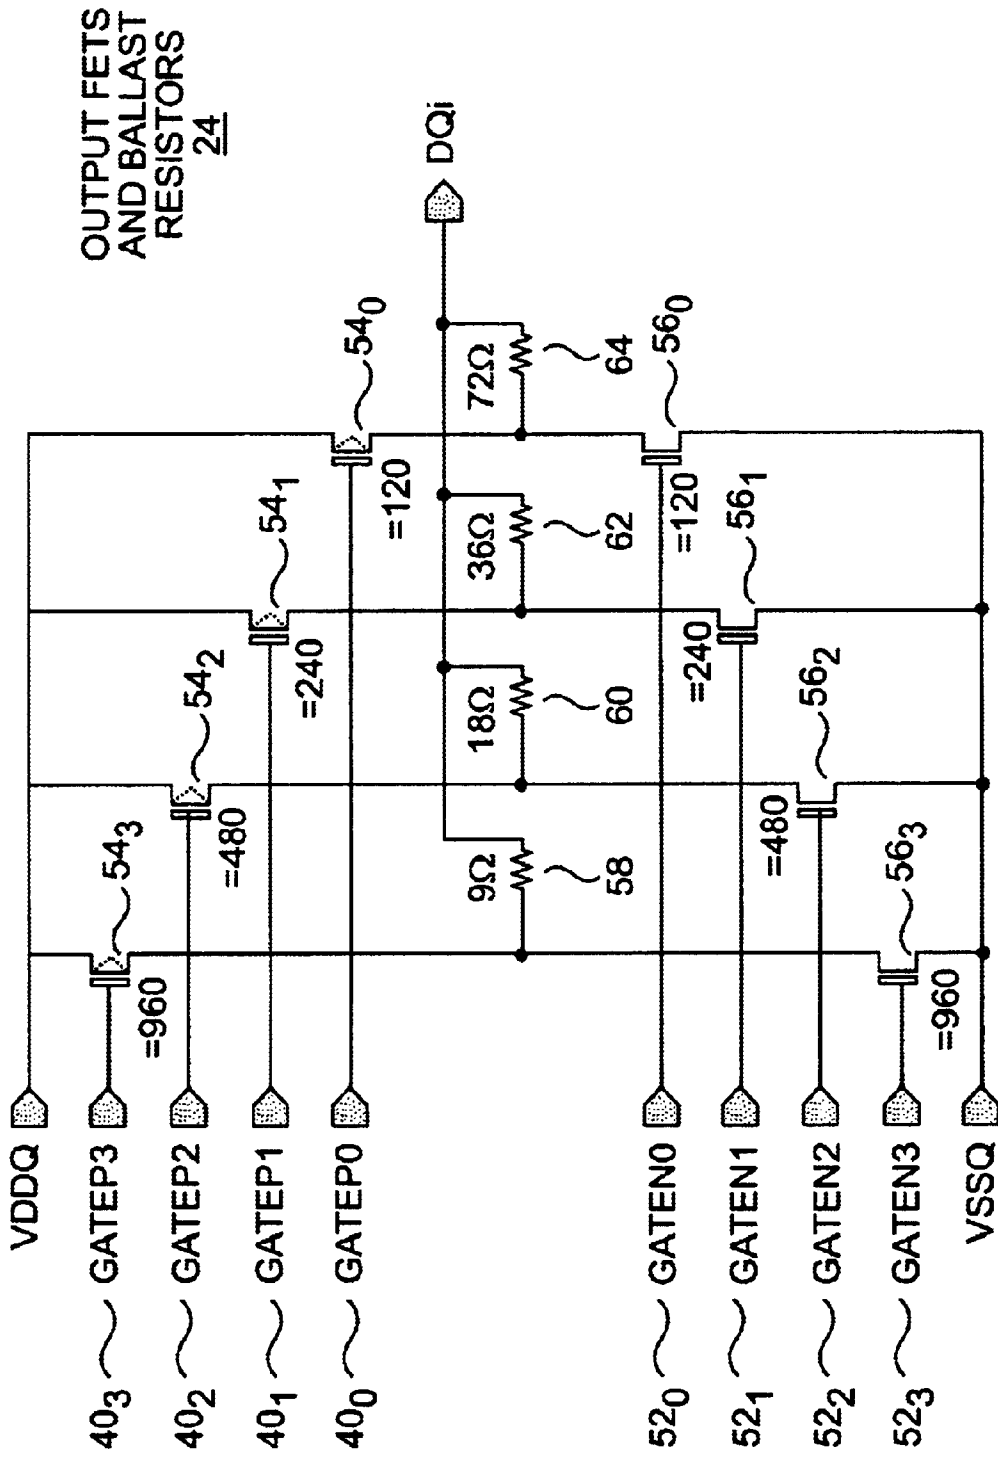 OUTPUT FETS
AND BALLAST
RESISTORS
24
VDDQ
40₃ GATEP3
=960
54₃
40₂ GATEP2
=480
54₂
40₁ GATEP1
=240
54₁
40₀ GATEP0
=120
54₀
DQi
9Ω
18Ω
36Ω
72Ω
58
60
62
64
52₀ GATEN0
=120
56₀
52₁ GATEN1
=240
56₁
52₂ GATEN2
=480
56₂
52₃ GATEN3
=960
56₃
VSSQ